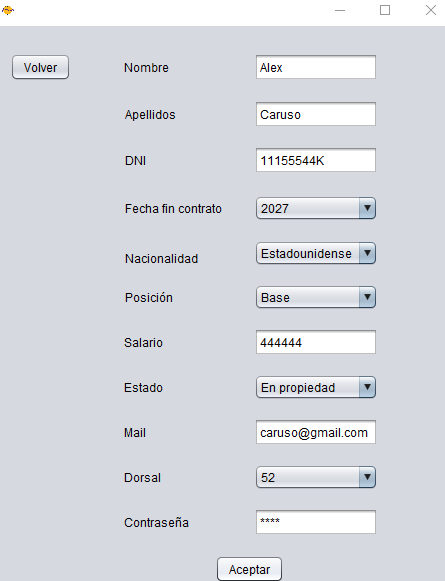 Volver
Nombre Alex
Apellidos Caruso
DNI 11155544K
Fecha fin contrato 2027
Nacionalidad Estadounidense
Posición Base
Salario 444444
Estado En propiedad
Mail caruso@gmail.com
Dorsal 52
Contraseña ****
Aceptar